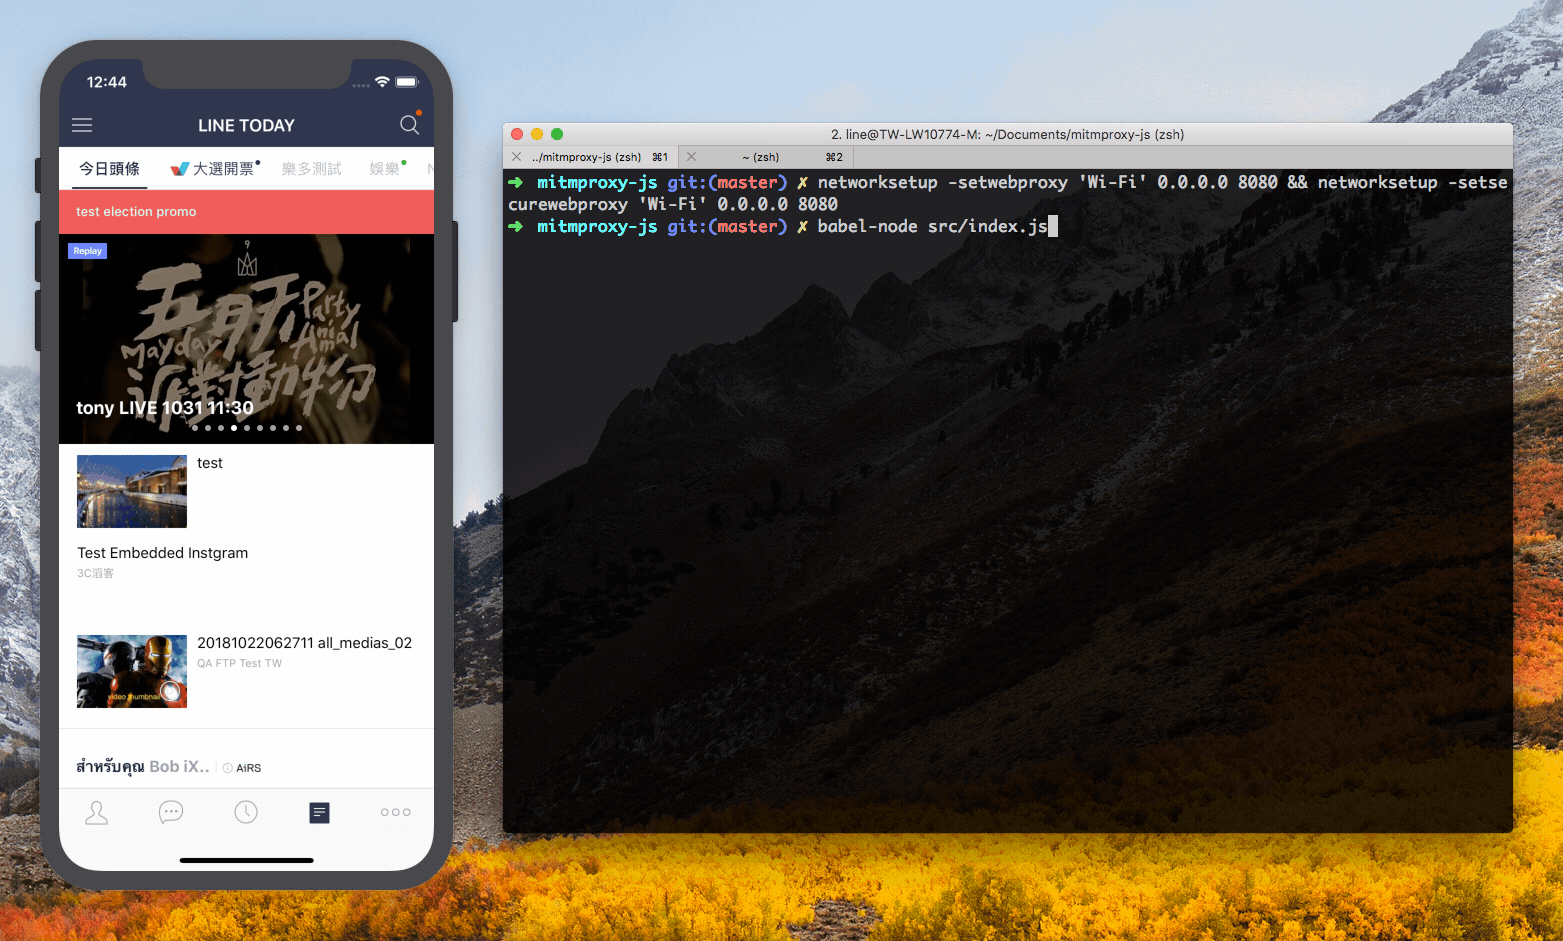 12:44
LINE TODAY
今日頭條
大選開票
樂多測試
娛樂
test election promo
Replay
9
五月天
Mayday
Party
Animal
派對動物
tony LIVE 1031 11:30
test
Test Embedded Instgram
3C滔客
20181022062711 all_medias_02
QA FTP Test TW
video thumbnail
สำหรับคุณ Bob iX.. AiRS
2. line@TW-LW10774-M: ~/Documents/mitmproxy-js (zsh)
../mitmproxy-js (zsh) ⌘1
~ (zsh) ⌘2
➜ mitmproxy-js git:(master) ✗ networksetup -setwebproxy 'Wi-Fi' 0.0.0.0 8080 && networksetup -setse
curewebproxy 'Wi-Fi' 0.0.0.0 8080
➜ mitmproxy-js git:(master) ✗ babel-node src/index.js